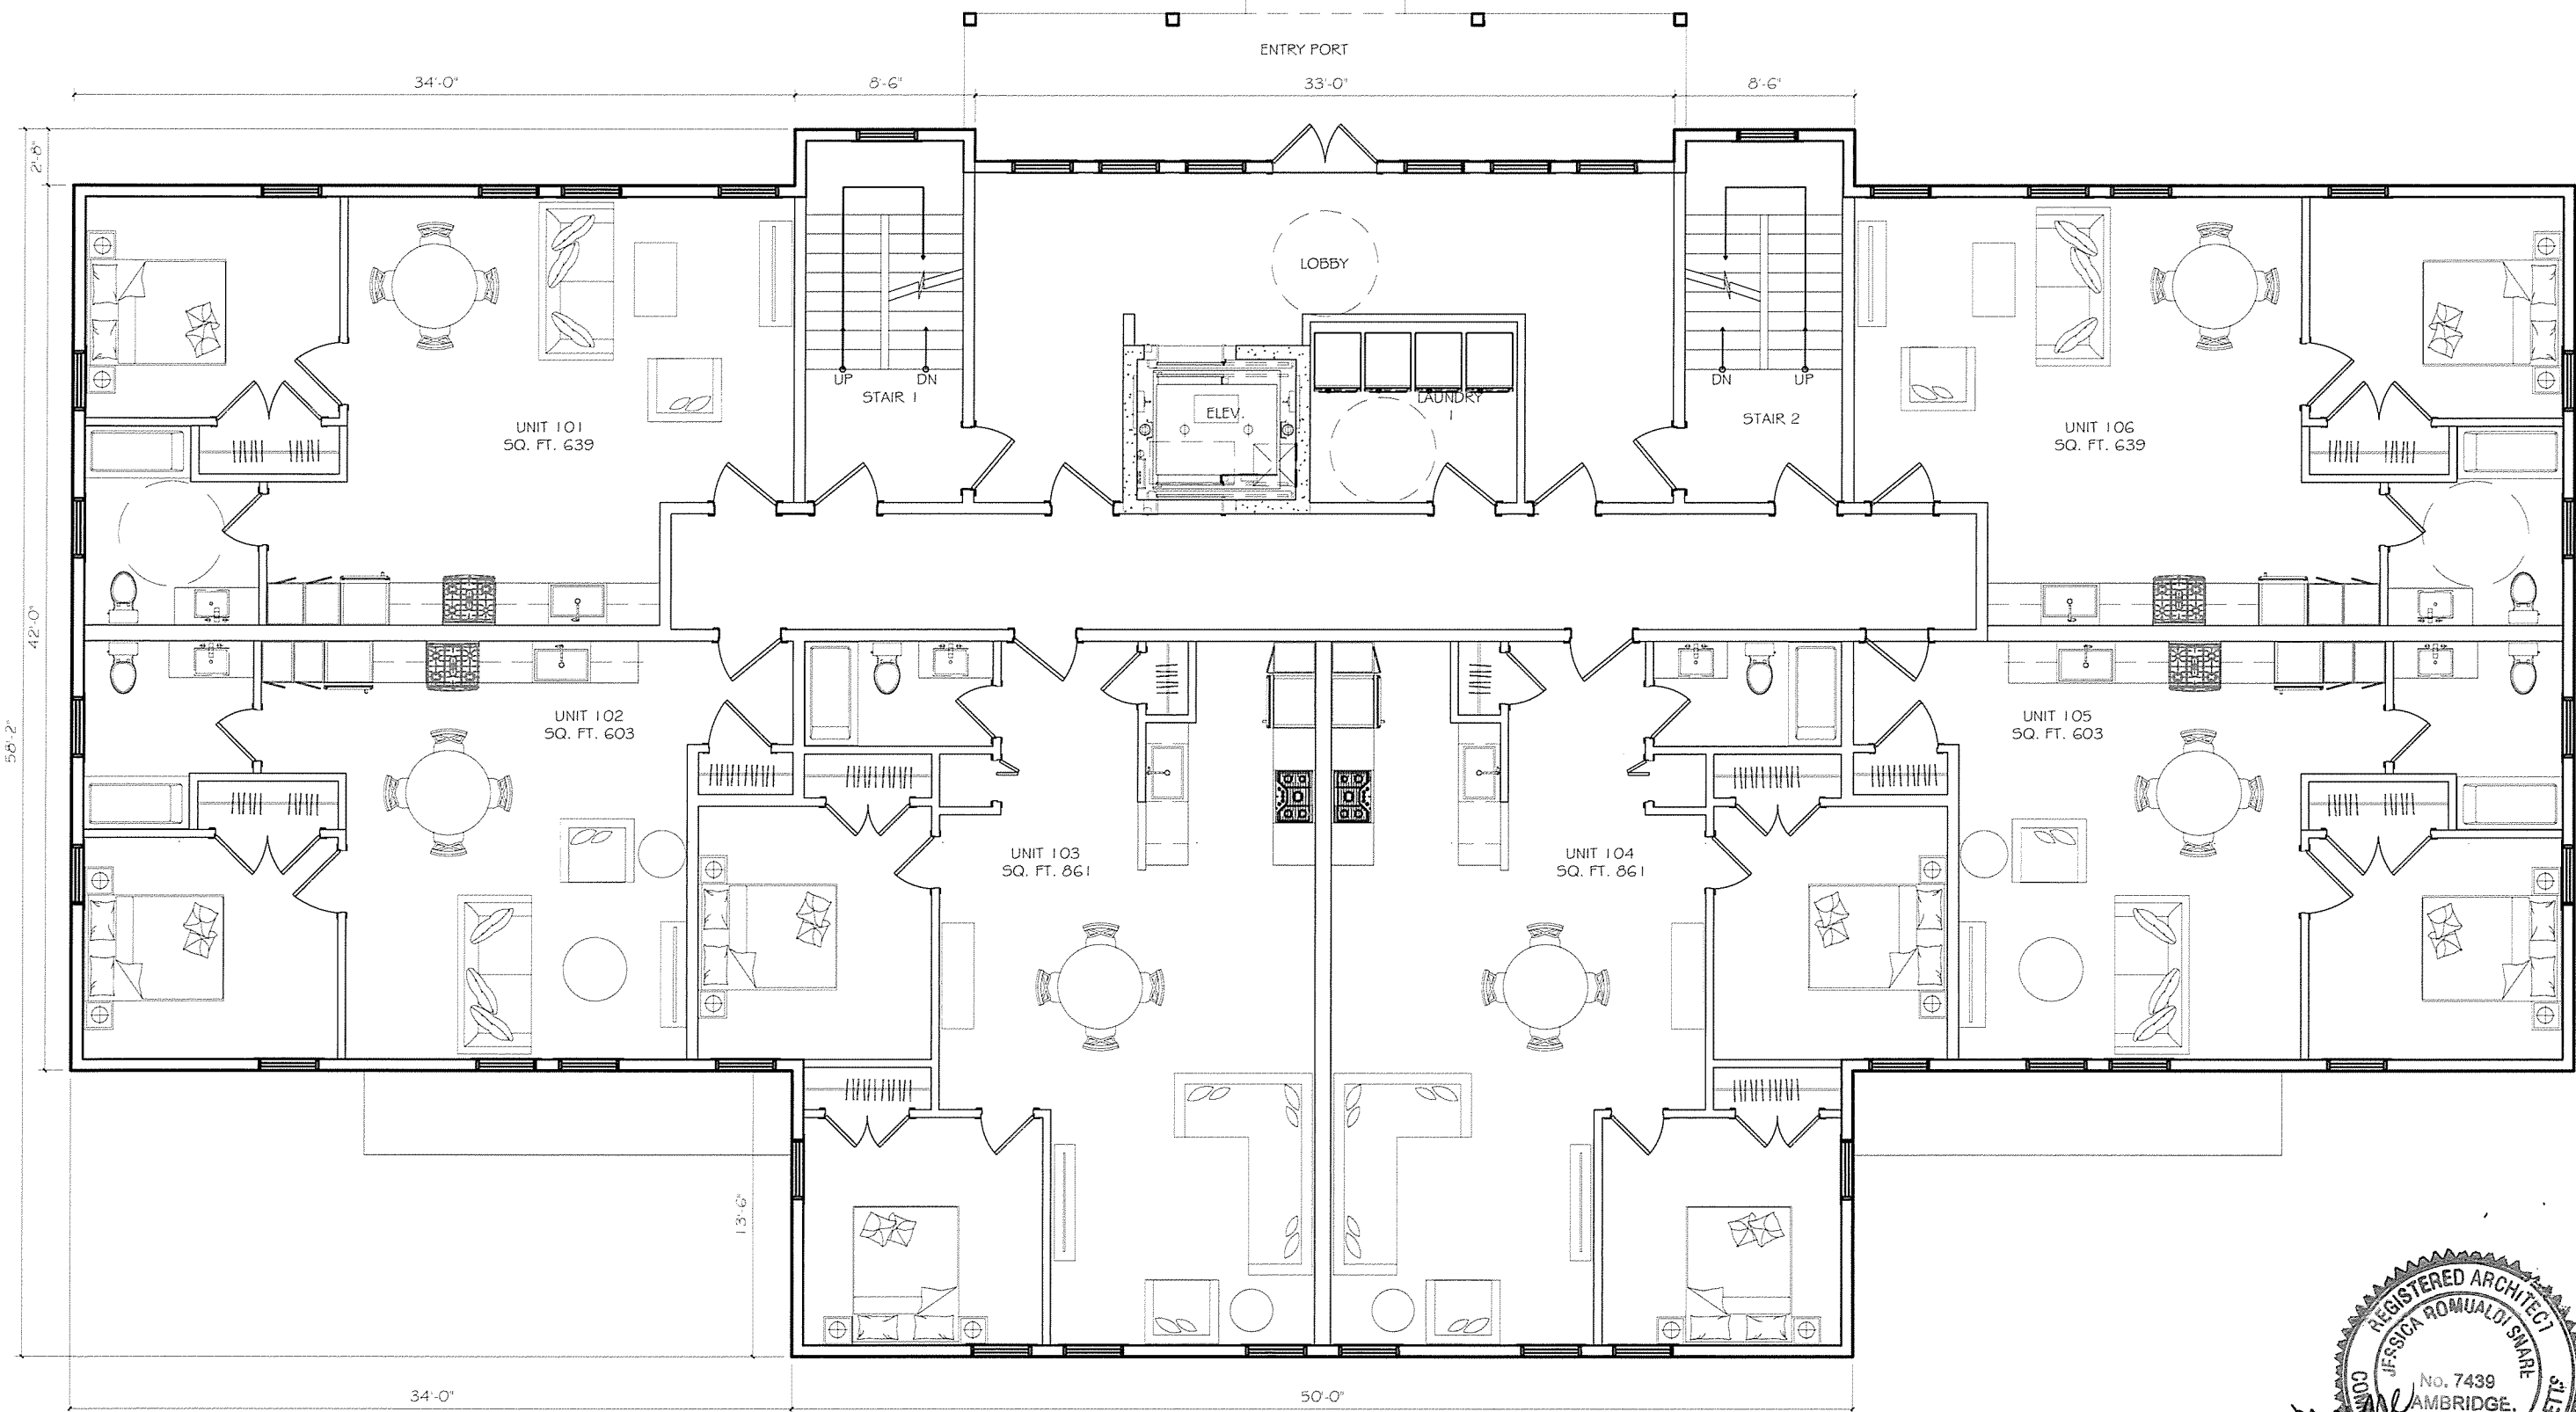 ENTRY PORT
34'-0"
8'-6"
33'-0"
8'-6"
2'-8"
42'-0"
58'-2"
LOBBY
UP
DN
STAIR 1
ELEV.
LAUNDRY
1
DN
UP
STAIR 2
UNIT 101
SQ. FT. 639
UNIT 106
SQ. FT. 639
UNIT 102
SQ. FT. 603
UNIT 105
SQ. FT. 603
UNIT 103
SQ. FT. 861
UNIT 104
SQ. FT. 861
13'-6"
34'-0"
50'-0"
REGISTERED ARCHITECT
JESSICA ROMUALDI SNARE
No. 7439
AMBRIDGE,